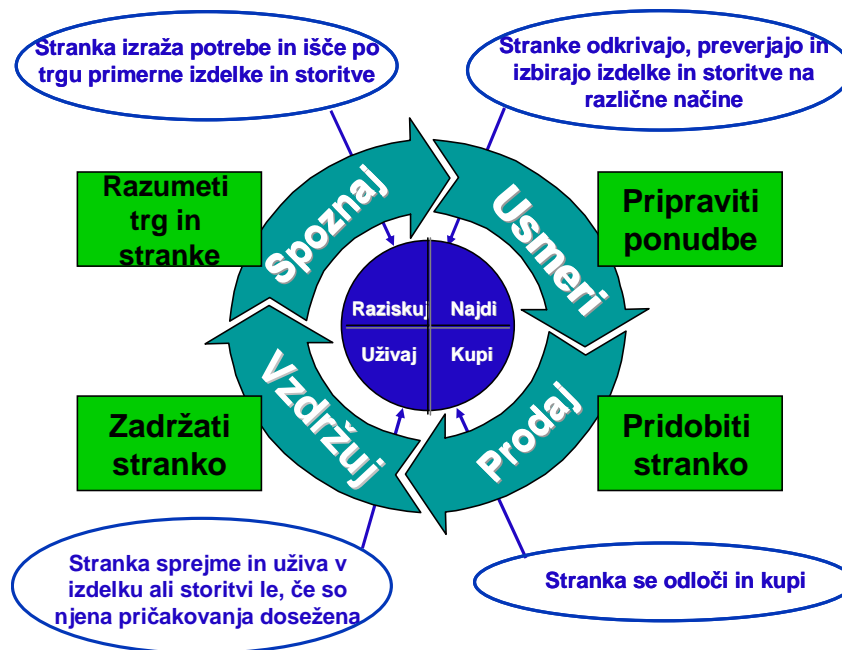 Stranka izraža potrebe in išče po
trgu primerne izdelke in storitve
Stranke odkrivajo, preverjajo in
izbirajo izdelke in storitve na
različne načine
Razumeti
trg in
stranke
Spoznaj
Usmeri
Pripraviti
ponudbe
Raziskuj
Najdi
Uživaj
Kupi
Zadržati
stranko
Vzdržuj
Prodaj
Pridobiti
stranko
Stranka sprejme in uživa v
izdelku ali storitvi le, če so
njena pričakovanja dosežena
Stranka se odloči in kupi